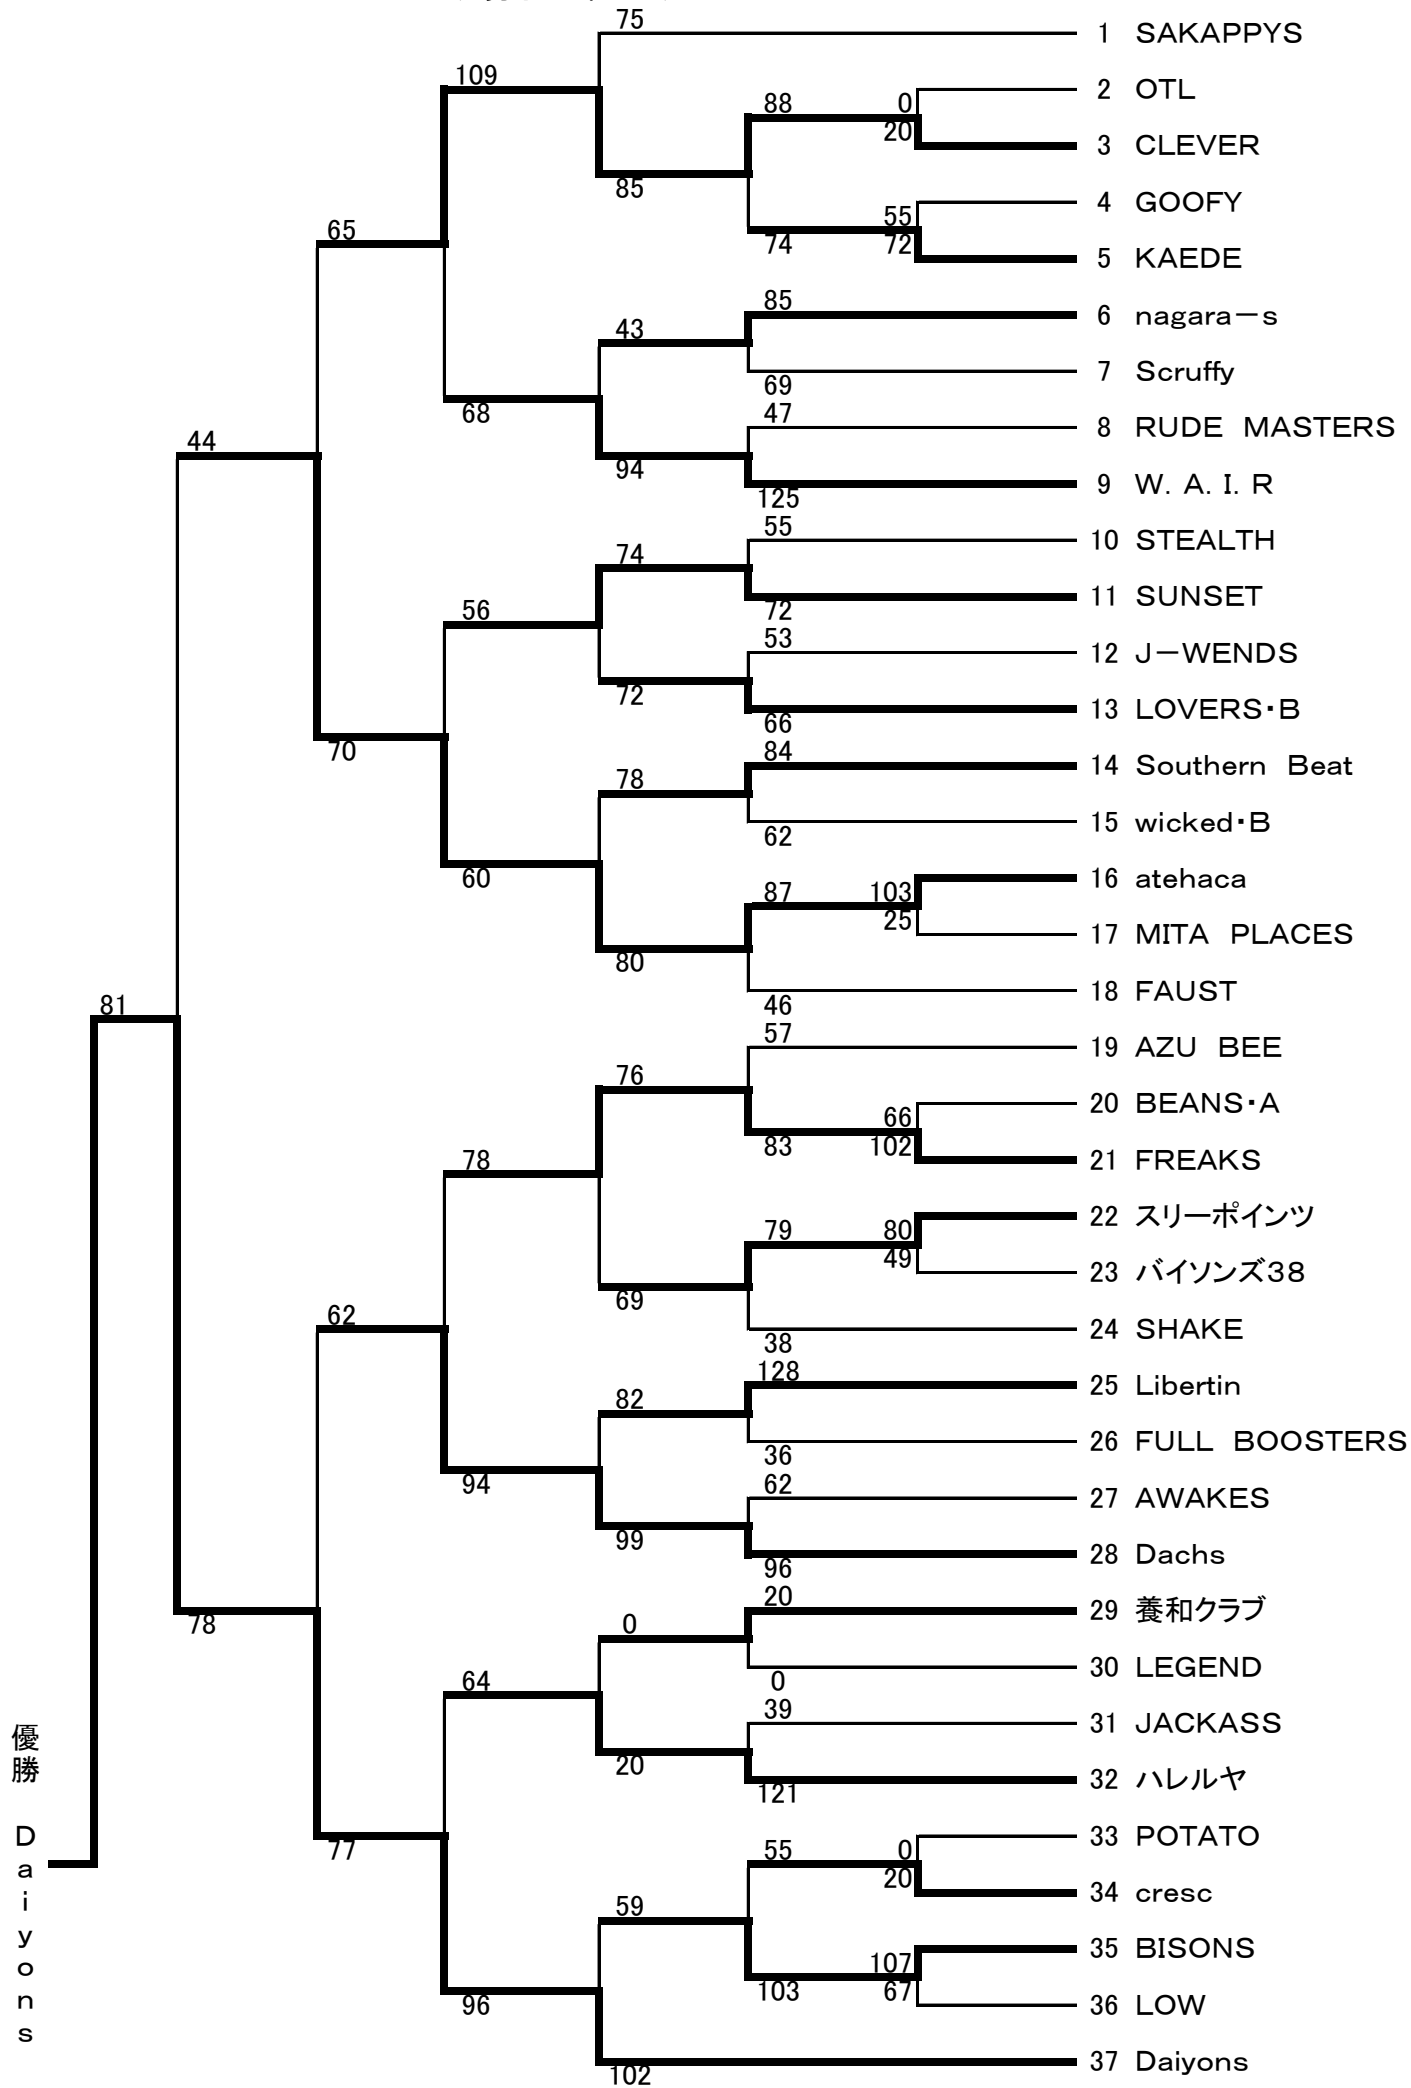 75
1 SAKAPPYS
109
2 OTL
88
0
20
3 CLEVER
85
4 GOOFY
55
65
74
72
5 KAEDE
85
6 nagara－s
43
7 Scruffy
69
68
47
8 RUDE MASTERS
44
94
9 W. A. I. R
125
55
10 STEALTH
74
11 SUNSET
56
72
53
12 J－WENDS
72
13 LOVERS・B
66
70
84
14 Southern Beat
78
15 wicked・B
62
60
16 atehaca
87
103
25
17 MITA PLACES
80
18 FAUST
81
46
57
19 AZU BEE
76
20 BEANS・A
66
83
102
21 FREAKS
78
22 スリーポインツ
79
80
49
23 バイソンズ38
69
62
24 SHAKE
38
128
25 Libertin
82
26 FULL BOOSTERS
36
94
62
27 AWAKES
99
28 Dachs
96
20
29 養和クラブ
78
0
30 LEGEND
64
0
39
31 JACKASS
20
32 ハレルヤ
121
33 POTATO
77
55
0
20
34 cresc
59
35 BISONS
107
103
67
36 LOW
96
37 Daiyons
102
優勝 Daiyons